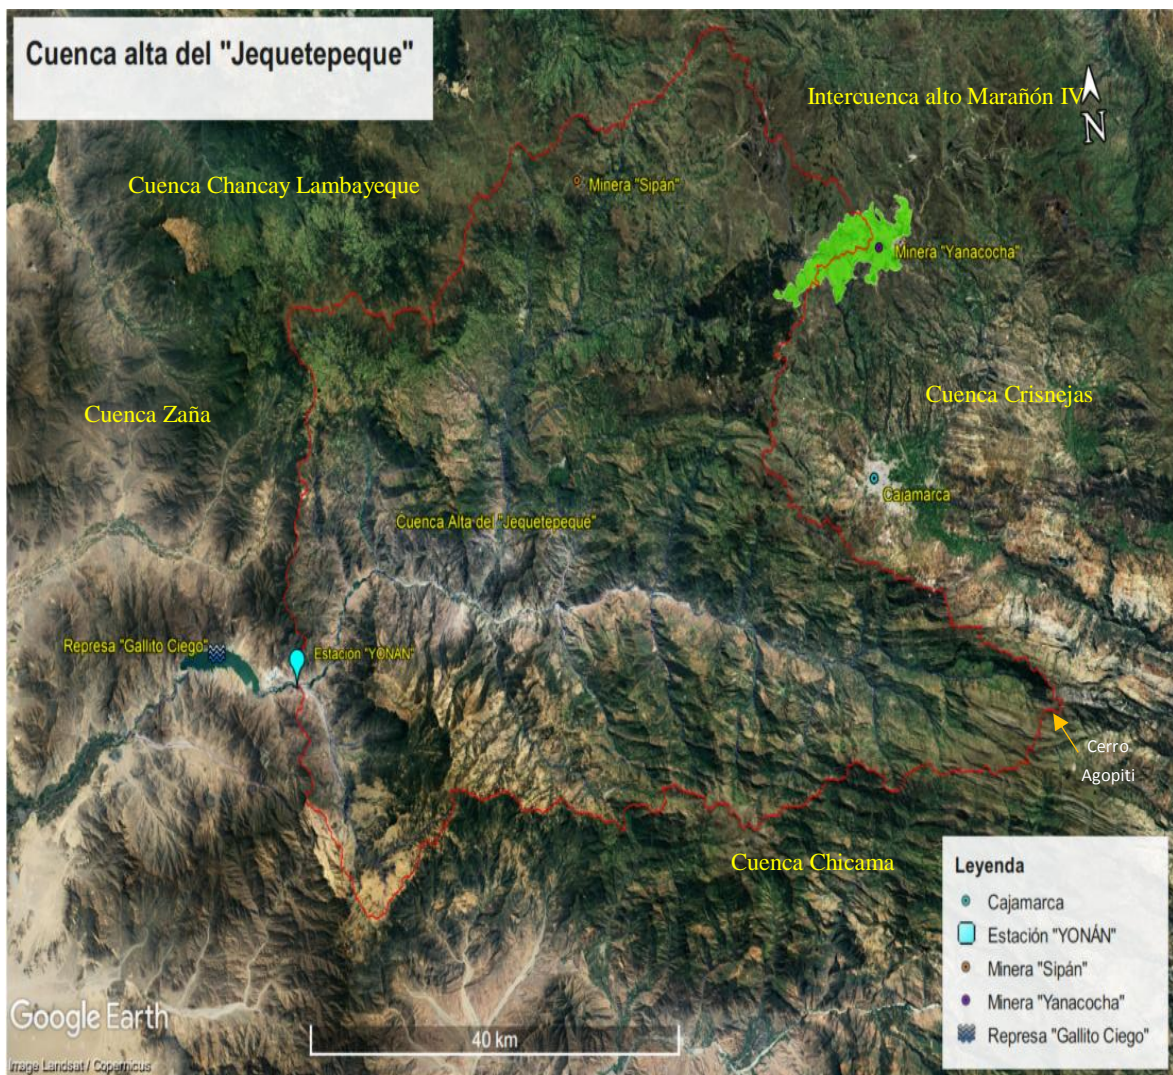 Cuenca alta del "Jequetepeque"
Intercuenca alto Marañón IV
N
Cuenca Chancay Lambayeque
Minera "Sipán"
Minera "Yanacocha"
Cuenca Zaña
Cuenca Crisnejas
Cajamarca
Cuenca Alta del "Jequetepeque"
Represa "Gallito Ciego"
Estación "YONÁN"
Cerro
Agopiti
Cuenca Chicama
Leyenda
Cajamarca
Estación "YONÁN"
Minera "Sipán"
Minera "Yanacocha"
Represa "Gallito Ciego"
Google Earth
40 km
Image Landsat / Copernicus